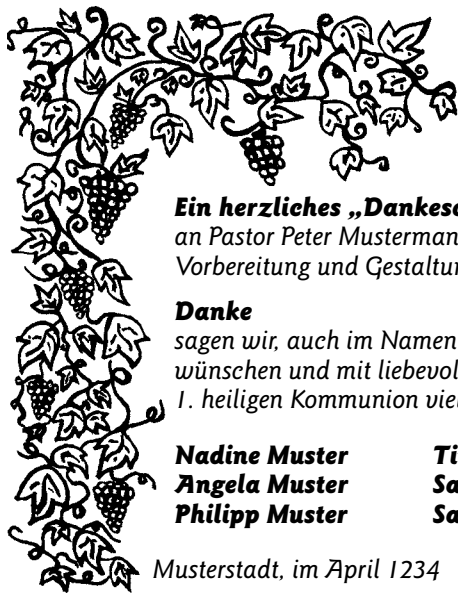 Ein herzliches „Dankesc
an Pastor Peter Musterman
Vorbereitung und Gestaltun
Danke
sagen wir, auch im Namen
wünschen und mit liebevol
1. heiligen Kommunion viel
Nadine Muster Ti
Angela Muster Sa
Philipp Muster Sa
Musterstadt, im April 1234